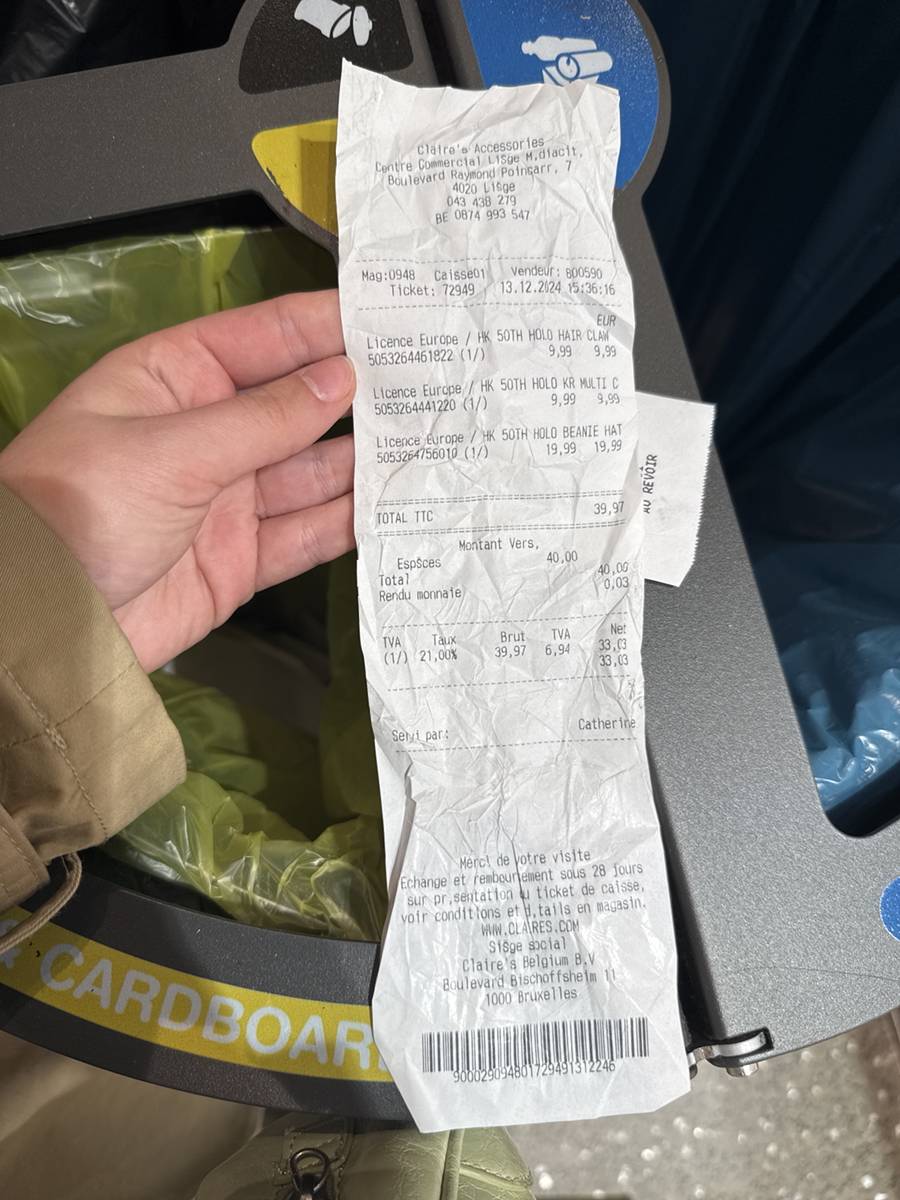 Claire's Accessories
Centre Commercial LiŠge M,diacit,
Boulevard Raymond Poincarr, 7
4020 LiŠge
043 438 279
BE 0874 993 547
Mag:0948 Caisse01 Vendeur: 800590
Ticket: 72949 13.12.2024 15:36:16
EUR
Licence Europe / HK 50TH HOLO HAIR CLAW
5053264461822 (1/) 9,99 9,99
Licence Europe / HK 50TH HOLO KR MULTI C
5053264441220 (1/) 9,99 9,99
Licence Europe / HK 50TH HOLO BEANIE HAT
5053264756010 (1/) 19,99 19,99
TOTAL TTC 39,97
Montant Vers,
EspŠces 40,00
Total 40,00
Rendu monnaie 0,03
TVA Taux Brut TVA Net
(1/) 21,00% 39,97 6,94 33,03
33,03
Servi par: Catherine
Merci de votre visite
Echange et remboursement sous 28 jours
sur pr,sentation du ticket de caisse,
voir conditions et d,tails en magasin.
WWW.CLAIRES.COM
SiŠge social
Claire's Belgium B.V
Boulevard Bischoffsheim 11
1000 Bruxelles
900029094801729491312246
AU REVOIR
& CARDBOAR